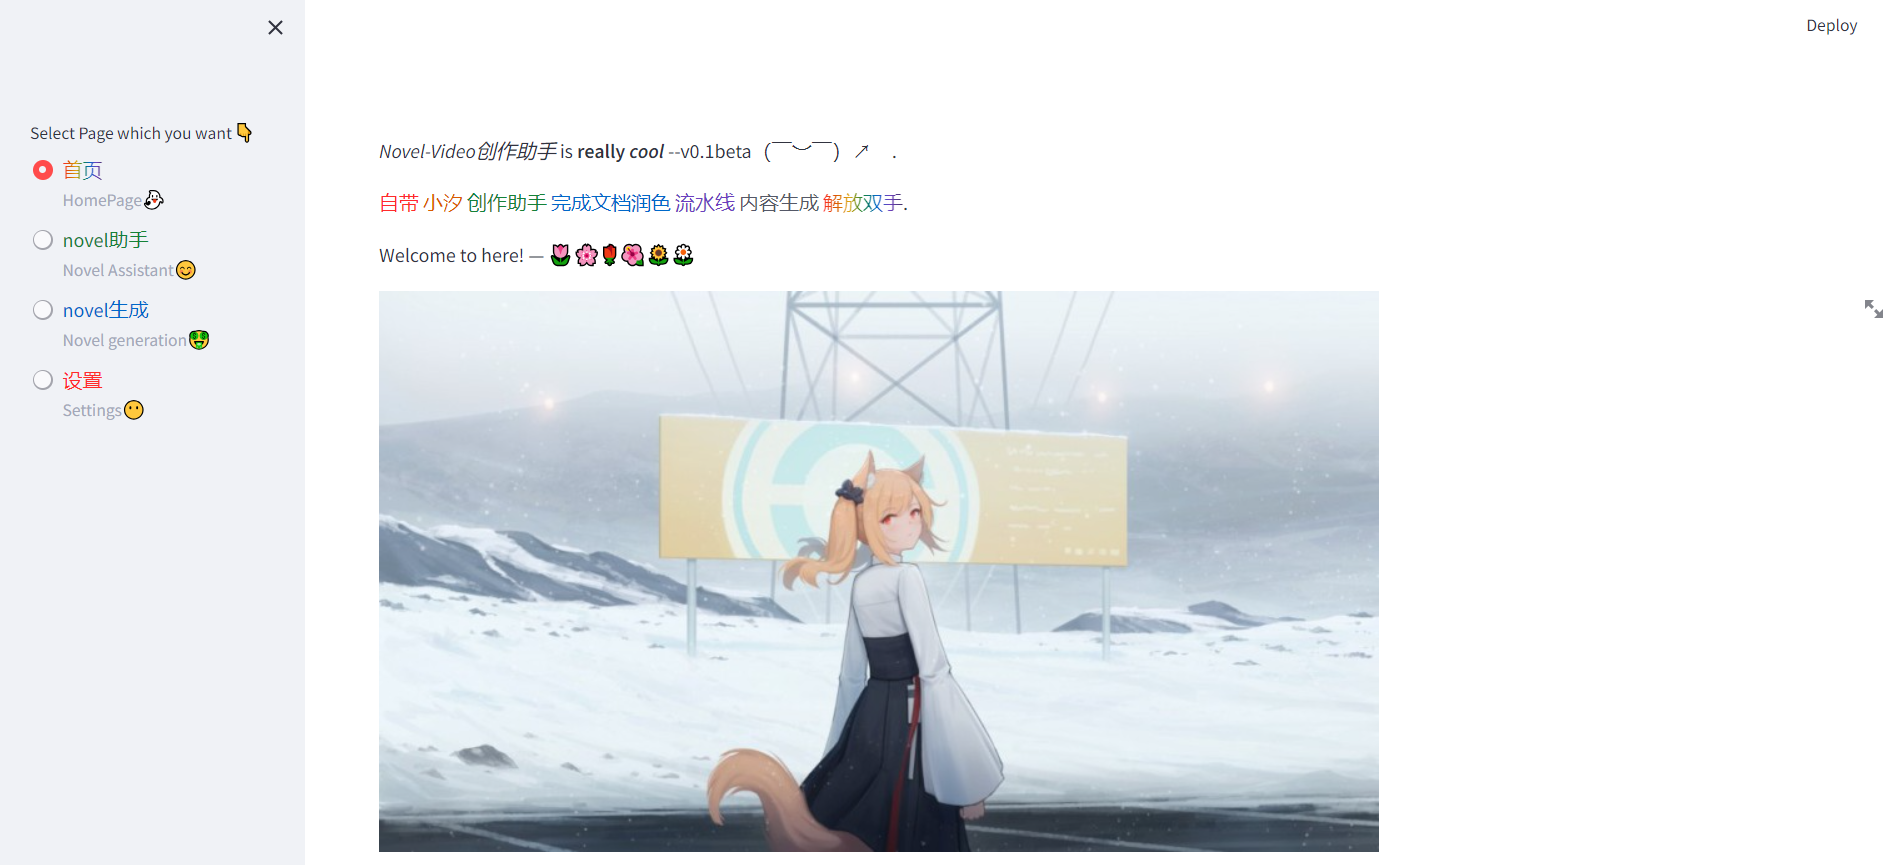 Deploy
Select Page which you want 👇
首页
HomePage
novel助手
Novel Assistant😊
novel生成
Novel generation🤑
设置
Settings😶
Novel-Video创作助手 is really cool --v0.1beta (￣︶￣)↗ .
自带 小汐 创作助手 完成文档润色 流水线 内容生成 解放双手.
Welcome to here! — 🌷🌸🌹🌺🌻🌼